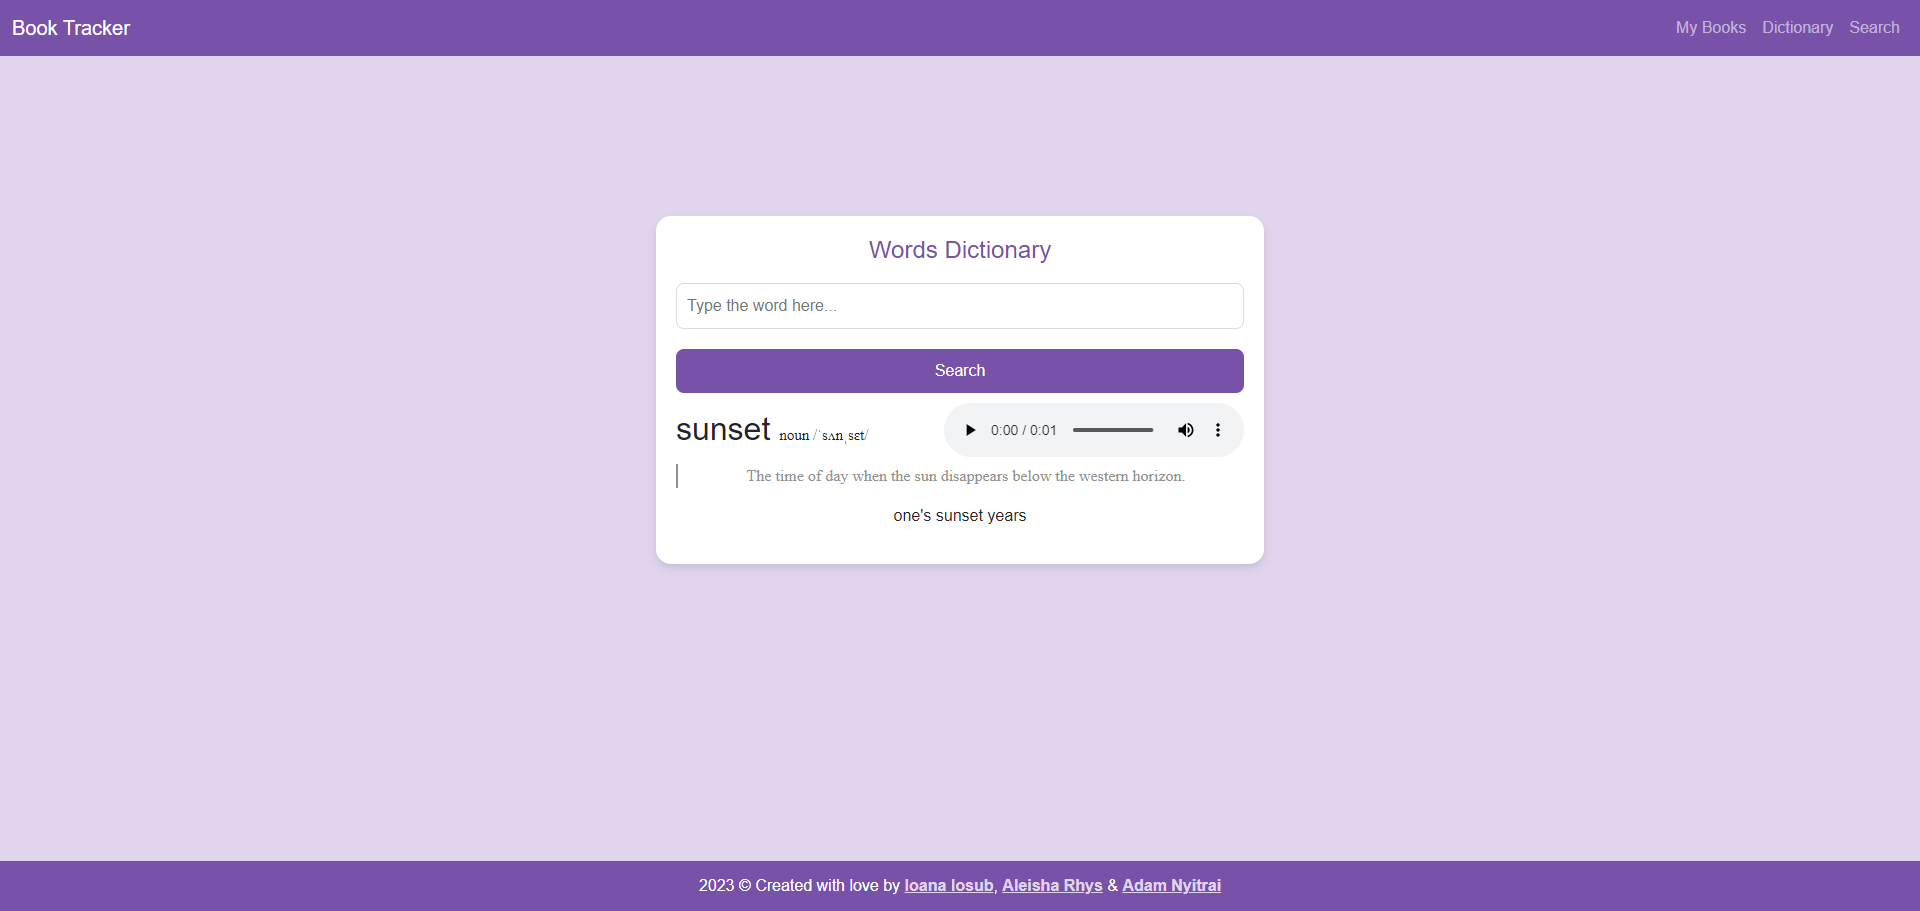 Book Tracker
My Books Dictionary Search
Words Dictionary
Type the word here...
Search
sunset noun /ˈsʌnˌsɛt/
0:00 / 0:01
The time of day when the sun disappears below the western horizon.
one's sunset years
2023 © Created with love by Ioana Iosub, Aleisha Rhys & Adam Nyitrai